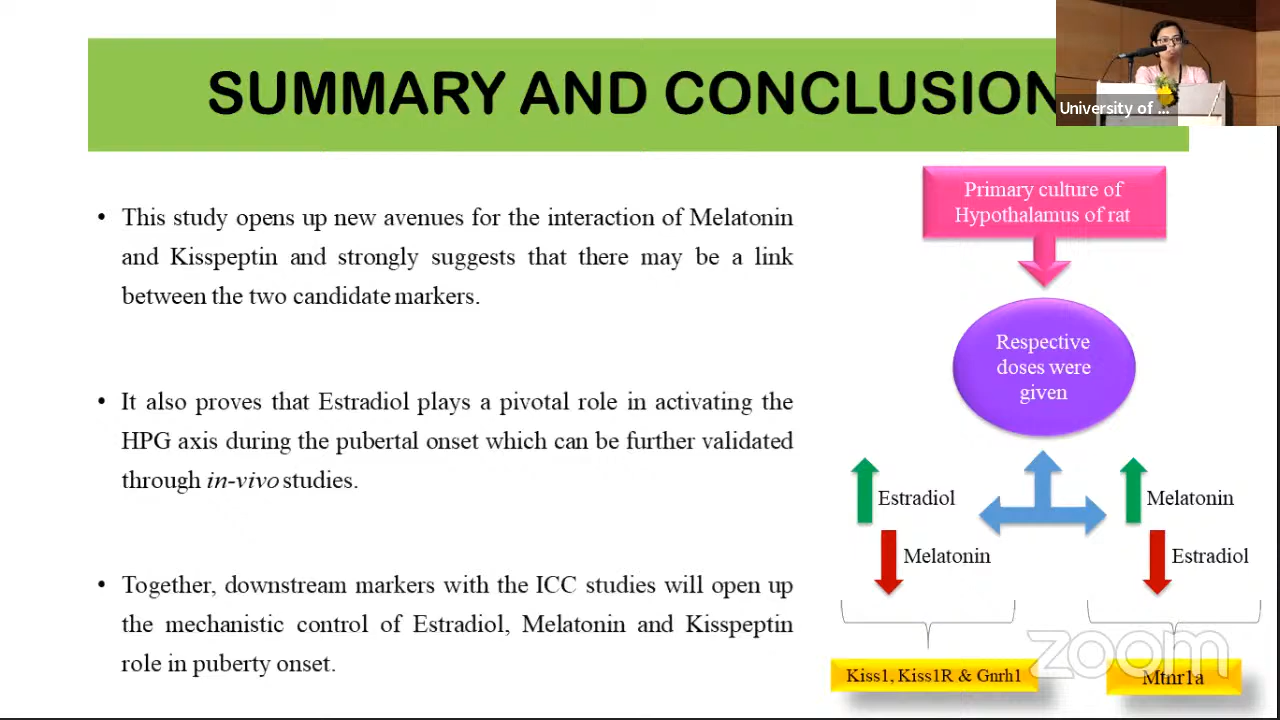 SUMMARY AND CONCLUSION
University of ...
• This study opens up new avenues for the interaction of Melatonin
and Kisspeptin and strongly suggests that there may be a link
between the two candidate markers.
• It also proves that Estradiol plays a pivotal role in activating the
HPG axis during the pubertal onset which can be further validated
through in-vivo studies.
• Together, downstream markers with the ICC studies will open up
the mechanistic control of Estradiol, Melatonin and Kisspeptin
role in puberty onset.
Primary culture of
Hypothalamus of rat
Respective
doses were
given
Estradiol
Melatonin
Melatonin
Estradiol
Kiss1, Kiss1R & Gnrh1
Mtnr1a
zoom